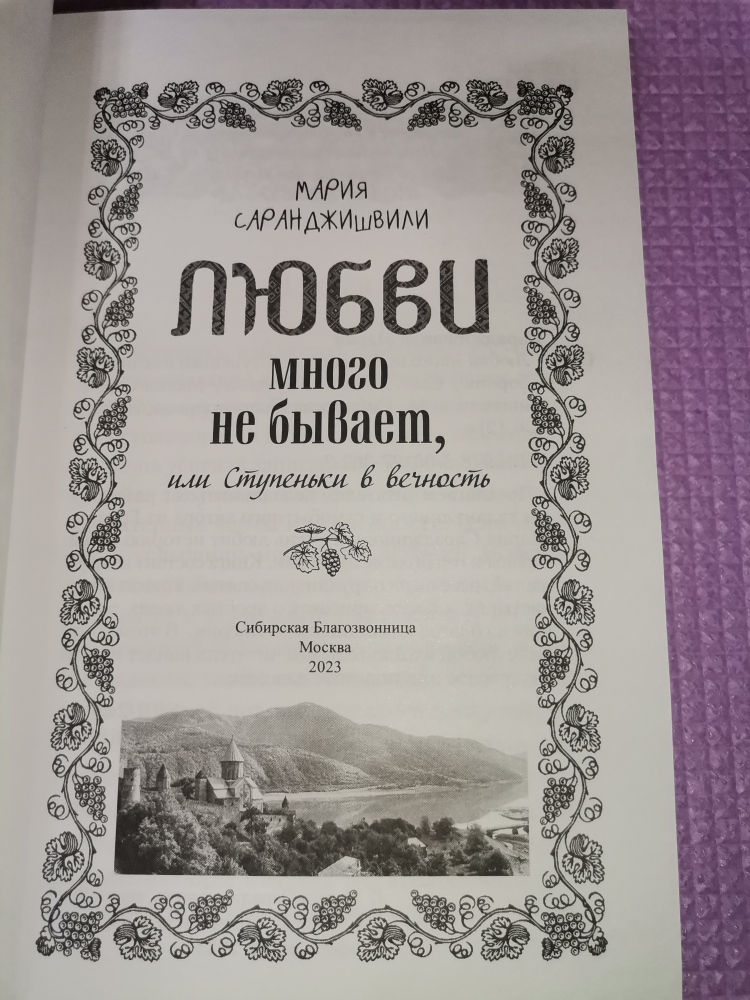 МАРИЯ
САРАНДЖИШВИЛИ
ЛЮБВИ
много
не бывает,
или Ступеньки в вечность
Сибирская Благозвонница
Москва
2023